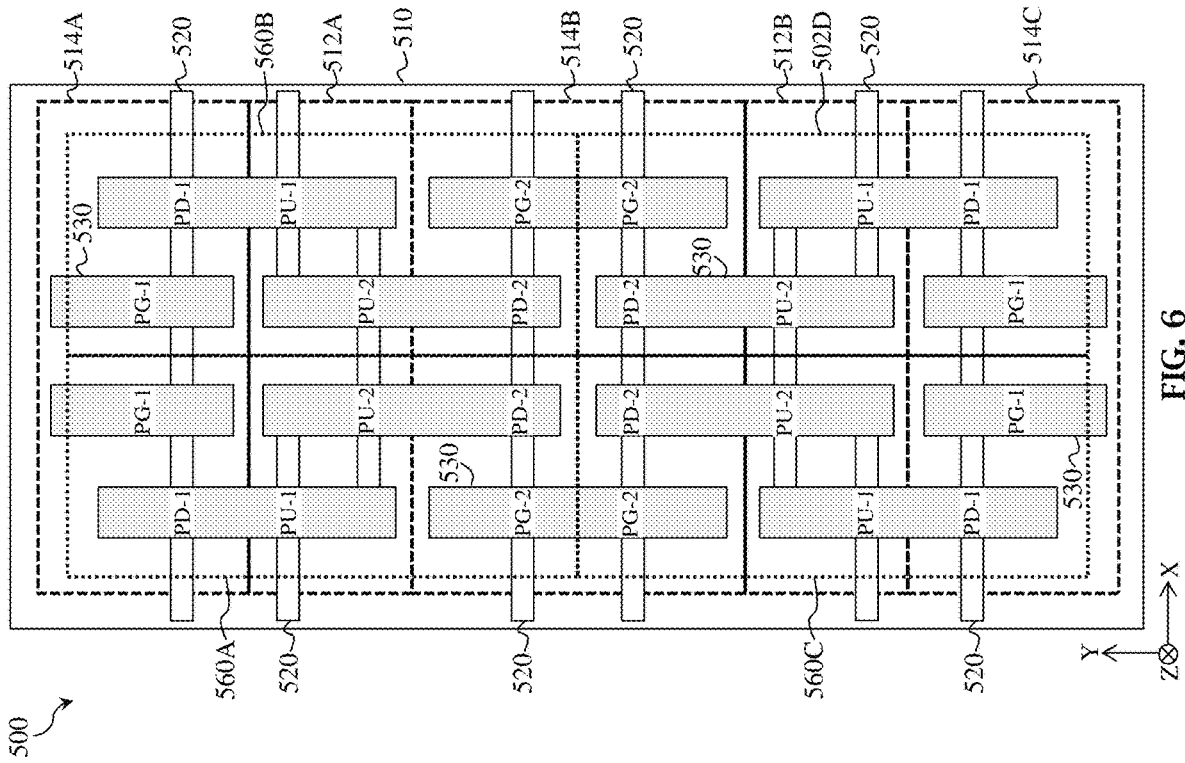 500
514A
520
560B
512A
510
514B
520
512B
502D
520
514C
530
PD-1
PU-1
PG-2
PG-2
PU-1
PD-1
PG-1
PU-2
PD-2
530
PD-2
PU-2
PG-1
PG-1
PU-2
PD-2
PD-2
PU-2
PG-1
530
PD-1
PU-1
PG-2
PG-2
PU-1
PD-1
530
560A
520
520
560C
520
Y
X
Z
FIG. 6